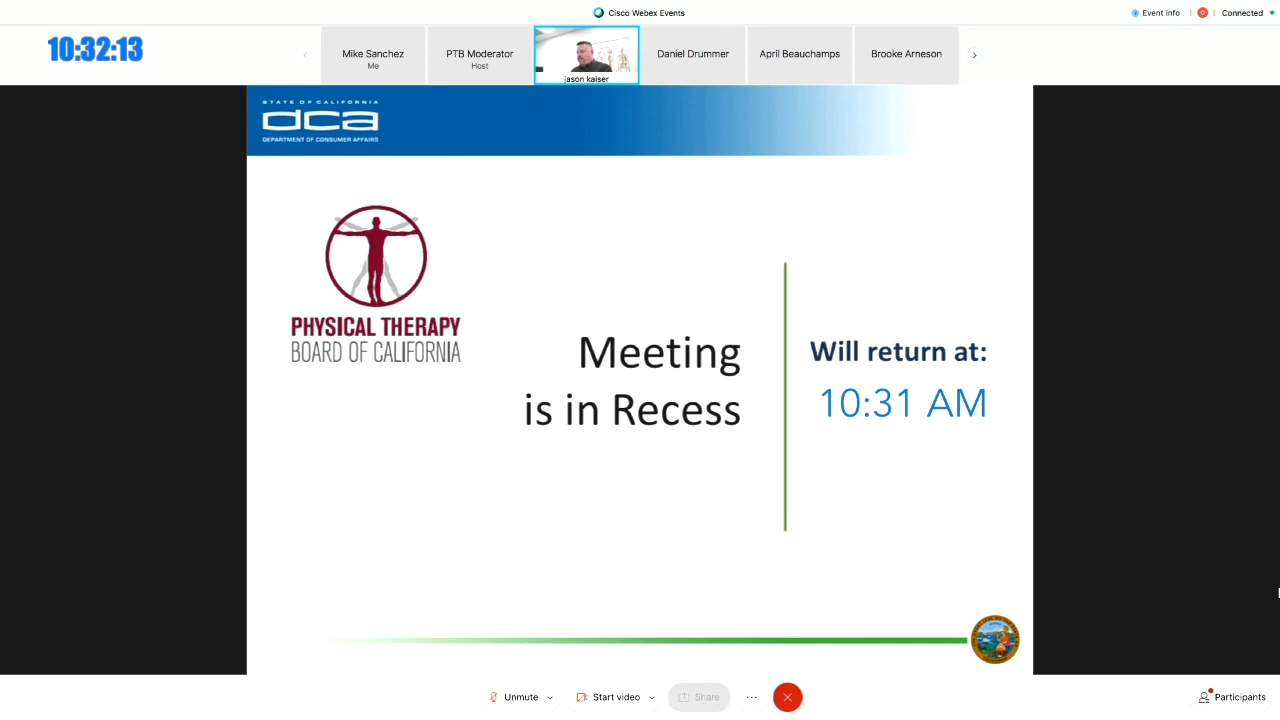 Cisco Webex Events
Event Info
Connected
10:32:13
Mike Sanchez
Me
PTB Moderator
Host
jason kaiser
Daniel Drummer
April Beauchamps
Brooke Arneson
STATE OF CALIFORNIA
dca
DEPARTMENT OF CONSUMER AFFAIRS
PHYSICAL THERAPY
BOARD OF CALIFORNIA
Meeting
is in Recess
Will return at:
10:31 AM
Unmute
Start video
Share
Participants